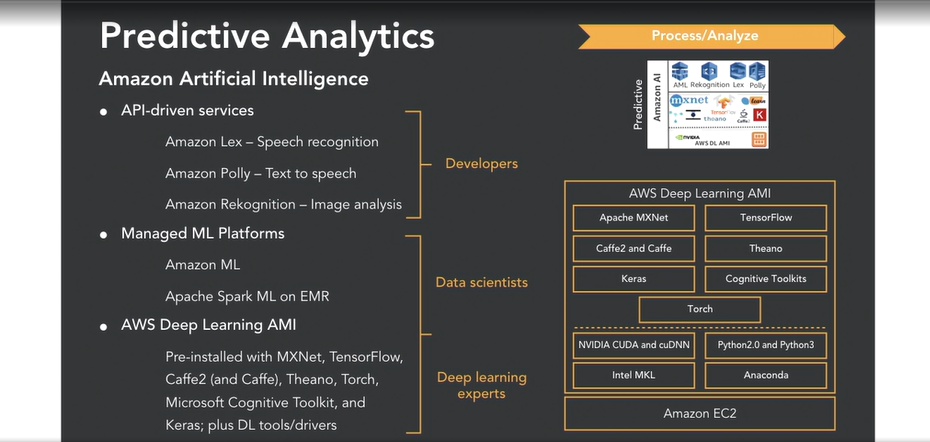 Predictive Analytics
Process/Analyze
Amazon Artificial Intelligence
• API-driven services
Amazon Lex – Speech recognition
Amazon Polly – Text to speech
Amazon Rekognition – Image analysis
Developers
• Managed ML Platforms
Amazon ML
Apache Spark ML on EMR
Data scientists
• AWS Deep Learning AMI
Pre-installed with MXNet, TensorFlow,
Caffe2 (and Caffe), Theano, Torch,
Microsoft Cognitive Toolkit, and
Keras; plus DL tools/drivers
Deep learning
experts
Predictive
Amazon AI
AML Rekognition Lex Polly
mxnet
TensorFlow
theano
Caffe2
K
NVIDIA
AWS DL AMI
AWS Deep Learning AMI
Apache MXNet
TensorFlow
Caffe2 and Caffe
Theano
Keras
Cognitive Toolkits
Torch
NVIDIA CUDA and cuDNN
Python2.0 and Python3
Intel MKL
Anaconda
Amazon EC2